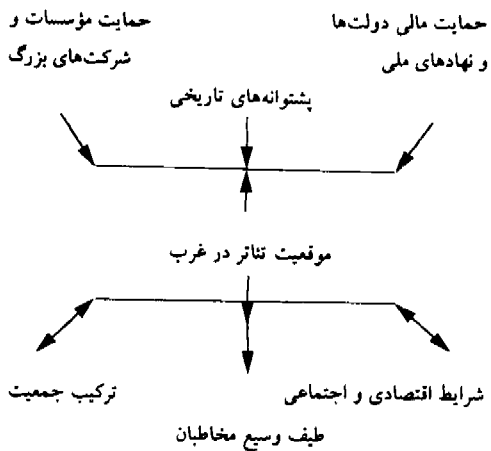 حمایت مالی دولت‌ها
و نهادهای ملی
حمایت مؤسسات و
شرکت‌های بزرگ
پشتوانه‌های تاریخی
موقعیت تئاتر در غرب
شرایط اقتصادی و اجتماعی
ترکیب جمعیت
طیف وسیع مخاطبان